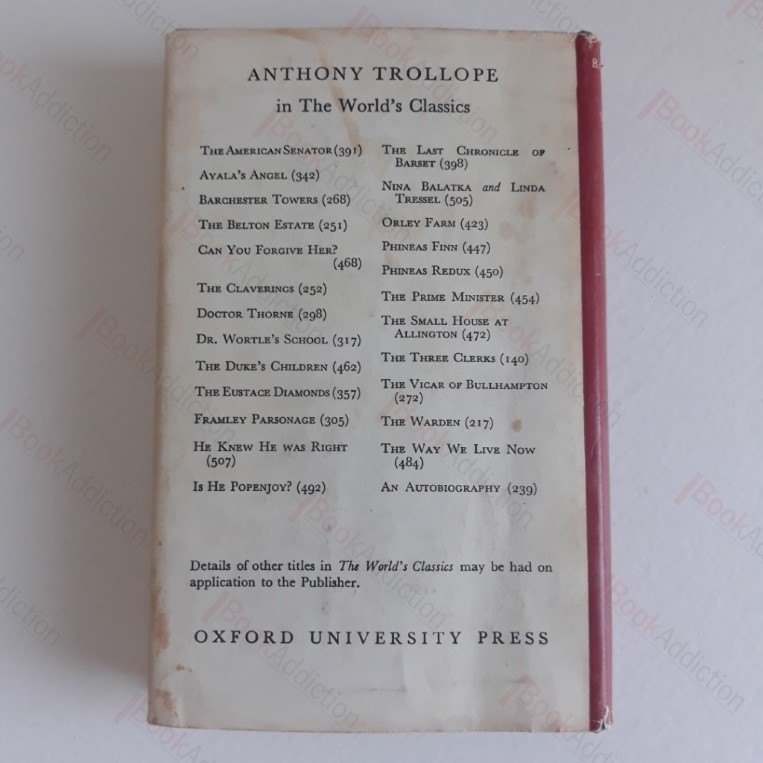 ANTHONY TROLLOPE
in The World's Classics
THE AMERICAN SENATOR (391)
AYALA'S ANGEL (342)
BARCHESTER TOWERS (268)
THE BELTON ESTATE (251)
CAN YOU FORGIVE HER?
(468)
THE CLAVERINGS (252)
DOCTOR THORNE (298)
DR. WORTLE'S SCHOOL (317)
THE DUKE'S CHILDREN (462)
THE EUSTACE DIAMONDS (357)
FRAMLEY PARSONAGE (305)
HE KNEW HE WAS RIGHT
(507)
IS HE POPENJOY? (492)
THE LAST CHRONICLE OF
BARSET (398)
NINA BALATKA and LINDA
TRESSEL (505)
ORLEY FARM (423)
PHINEAS FINN (447)
PHINEAS REDUX (450)
THE PRIME MINISTER (454)
THE SMALL HOUSE AT
ALLINGTON (472)
THE THREE CLERKS (140)
THE VICAR OF BULLHAMPTON
(272)
THE WARDEN (217)
THE WAY WE LIVE NOW
(484)
AN AUTOBIOGRAPHY (239)
Details of other titles in The World's Classics may be had on
application to the Publisher.
OXFORD UNIVERSITY PRESS
BookAddiction